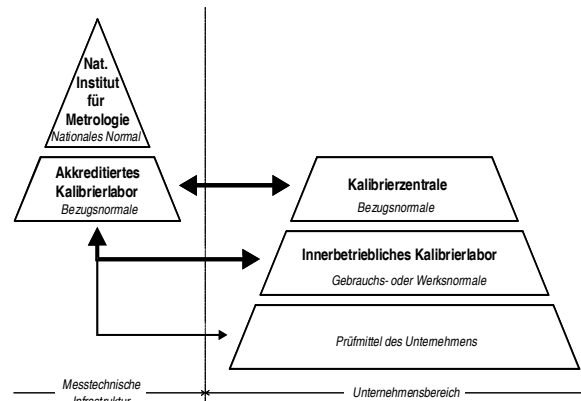 Nat.
Institut
für
Metrologie
Nationales Normal
Akkreditiertes
Kalibrierlabor
Bezugsnormale
Kalibrierzentrale
Bezugsnormale
Innerbetriebliches Kalibrierlabor
Gebrauchs- oder Werksnormale
Prüfmittel des Unternehmens
Messtechnische
Infrastruktur
Unternehmensbereich